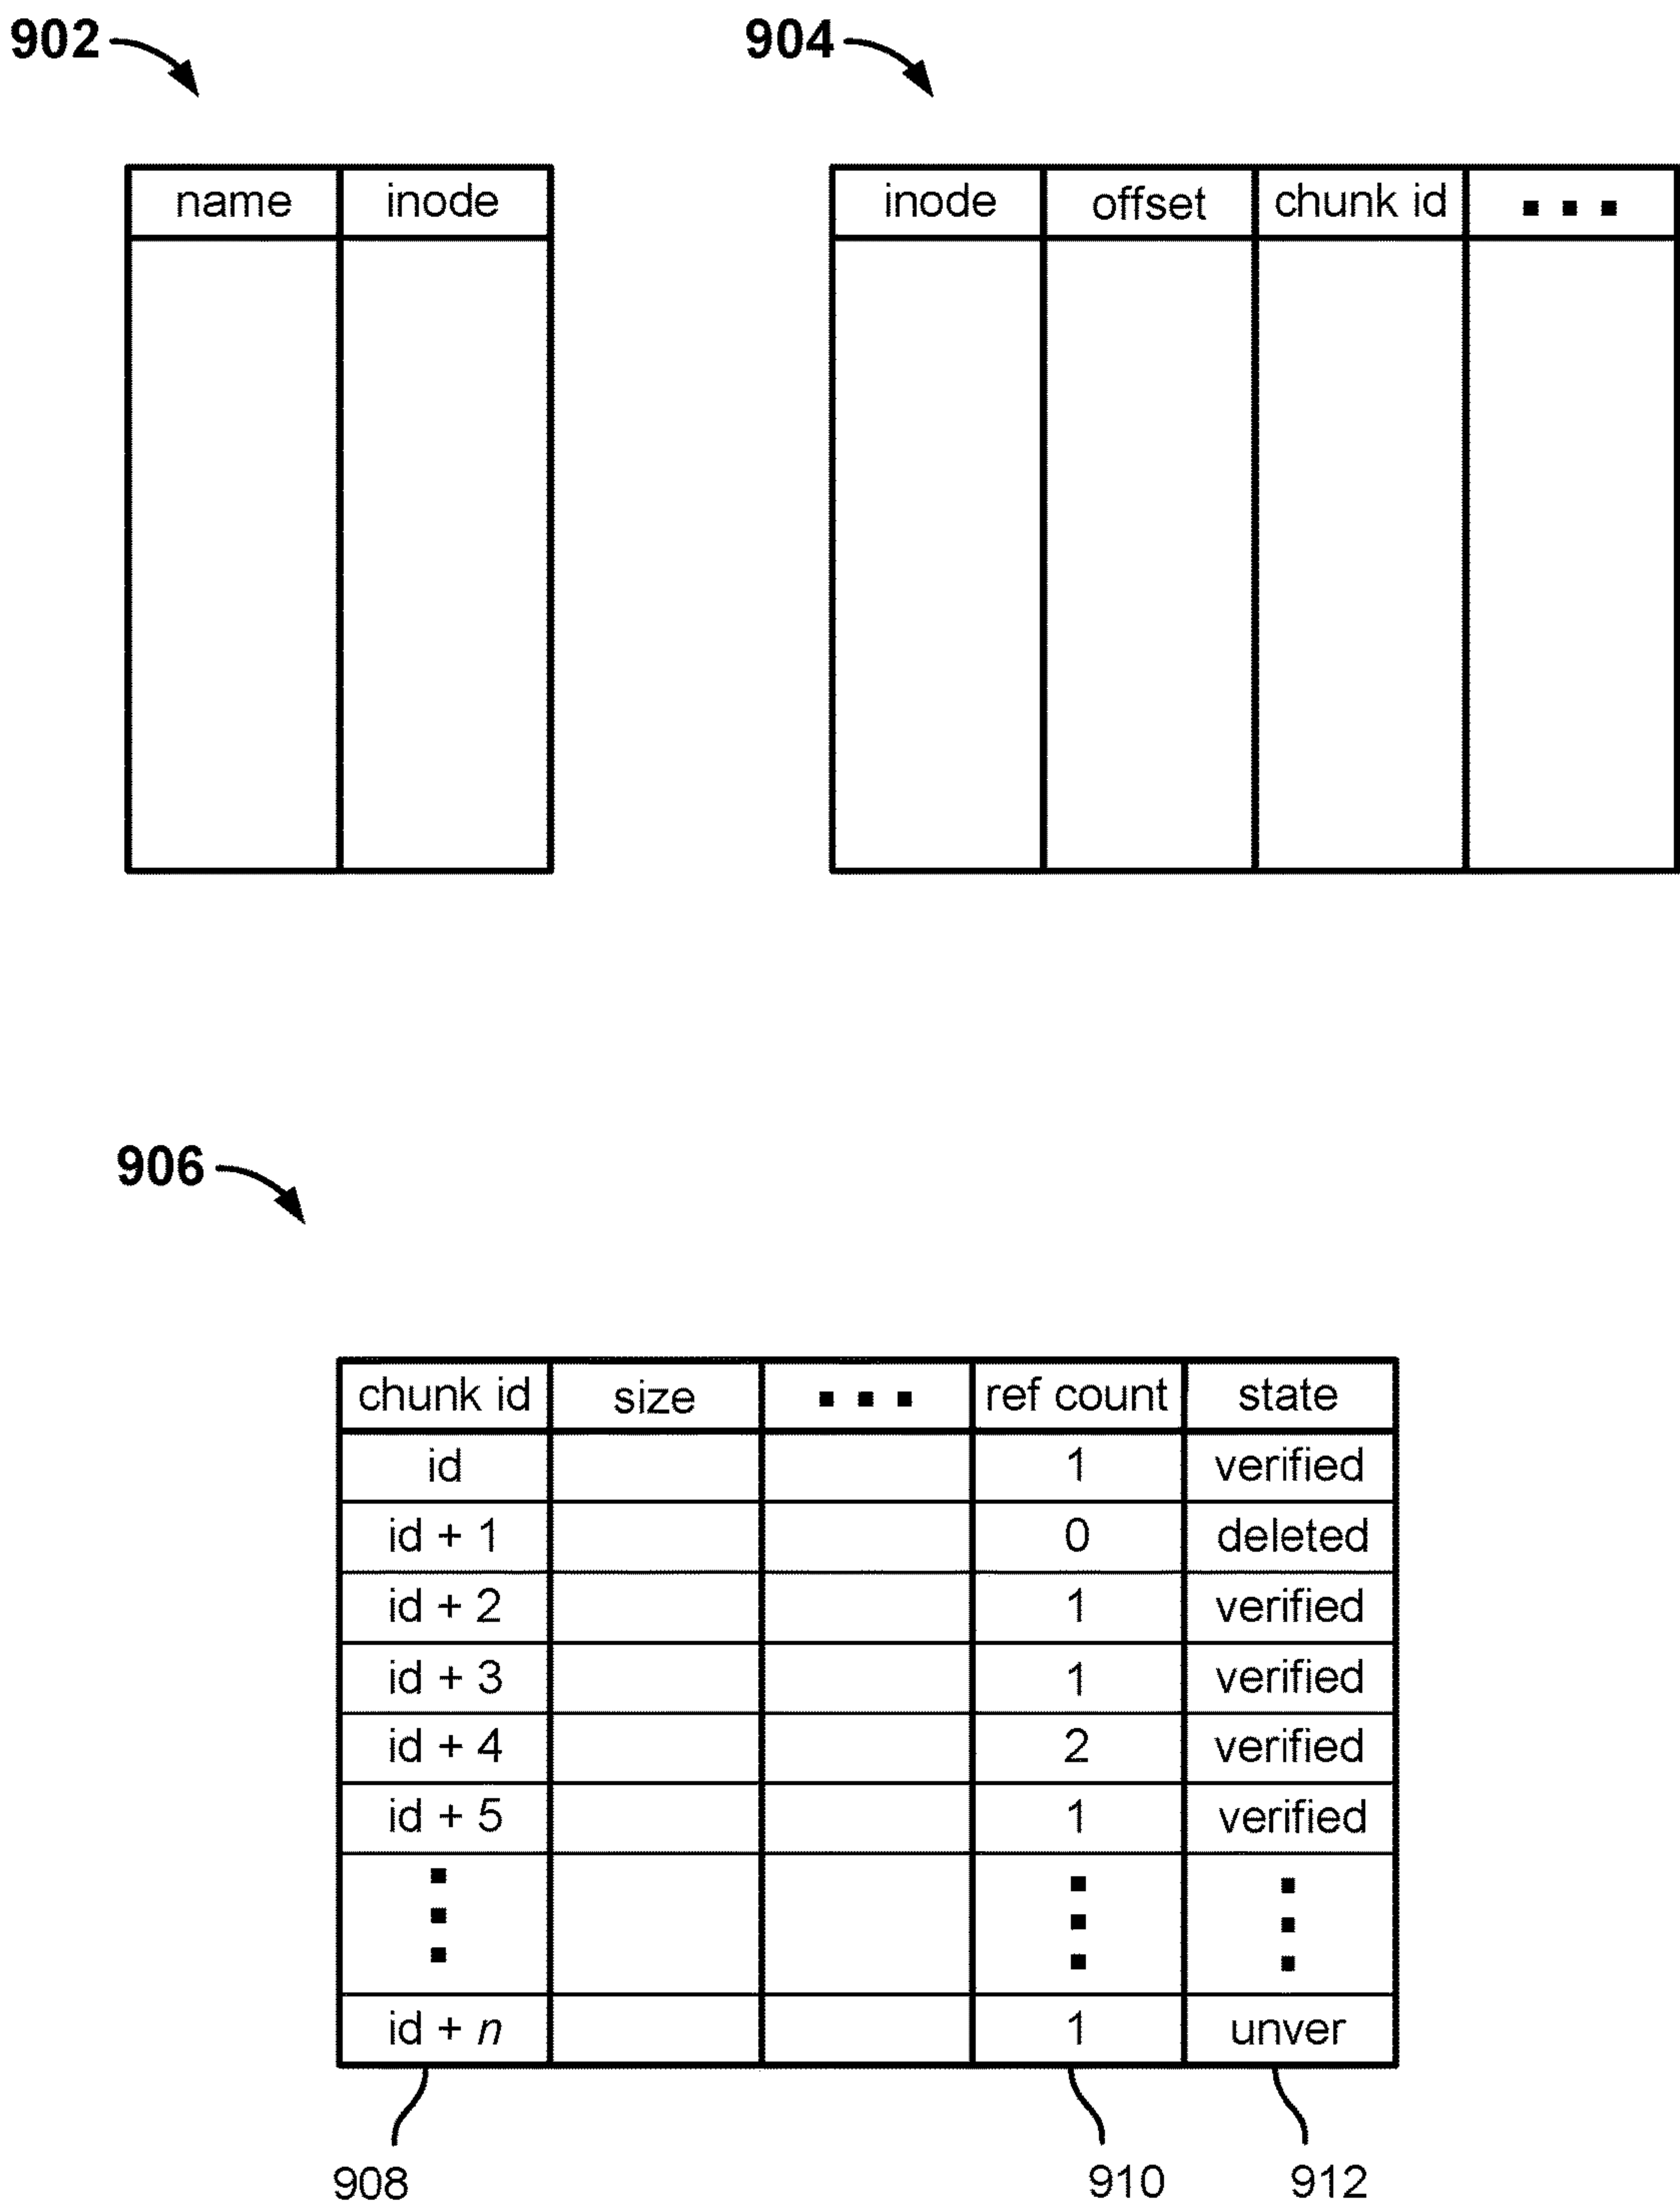 902
904
name inode
inode offset chunk id ...
906
chunk id size ... ref count state
id 1 verified
id + 1 0 deleted
id + 2 1 verified
id + 3 1 verified
id + 4 2 verified
id + 5 1 verified
id + n 1 unver
908 910 912